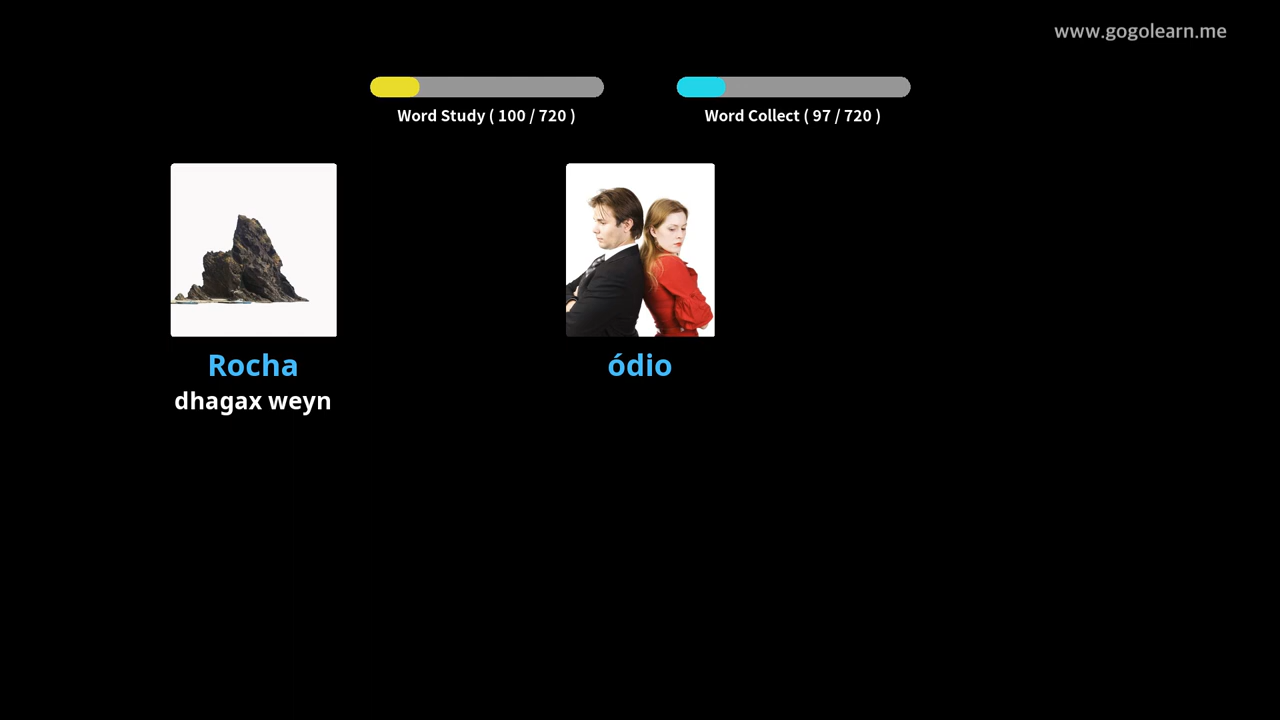 www.gogolearn.me
Word Study ( 100 / 720 )
Word Collect ( 97 / 720 )
Rocha
dhagax weyn
ódio